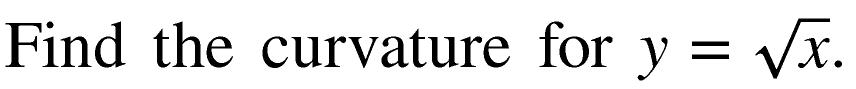 Find the curvature for y = √x.